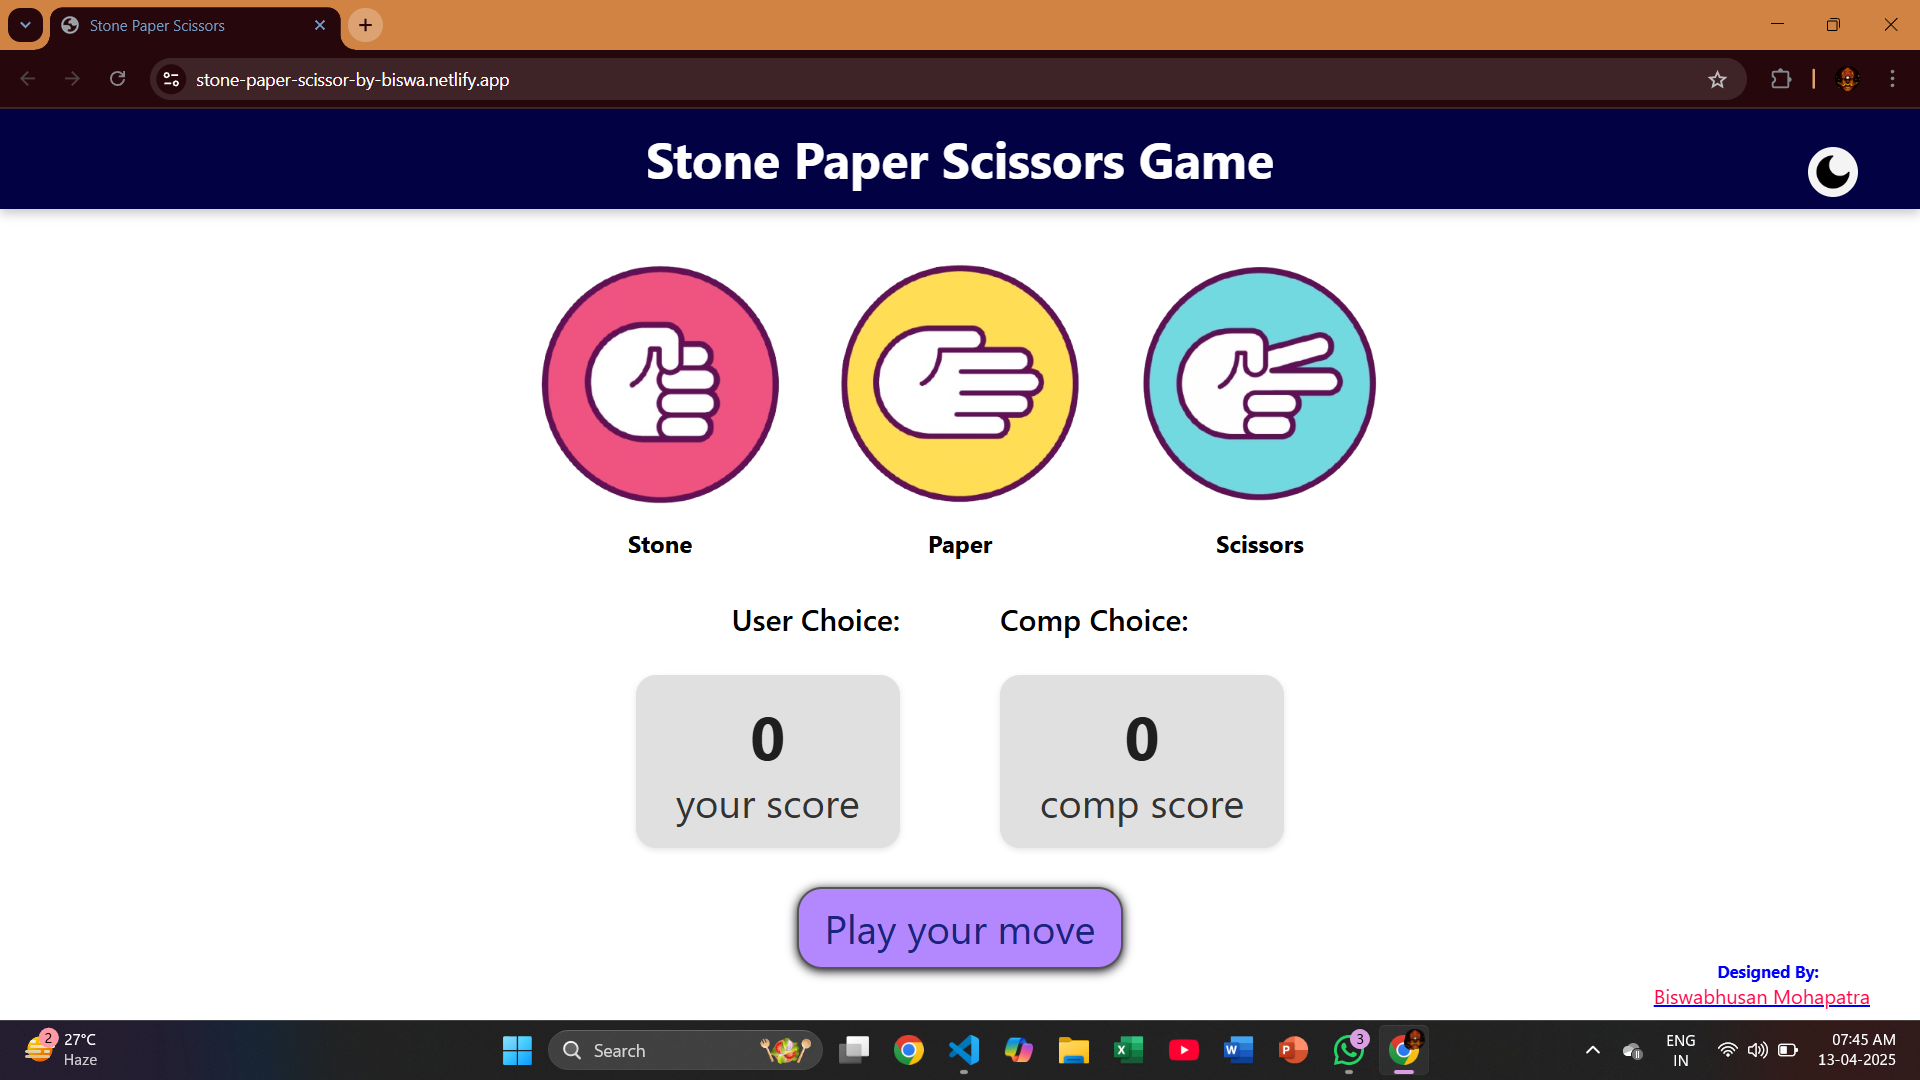 Stone Paper Scissors
stone-paper-scissor-by-biswa.netlify.app
Stone Paper Scissors Game
Stone
Paper
Scissors
User Choice:
Comp Choice:
0
your score
0
comp score
Play your move
Designed By:
Biswabhusan Mohapatra
2
27°C
Haze
Search
X
W
P
3
ENG
IN
07:45 AM
13-04-2025